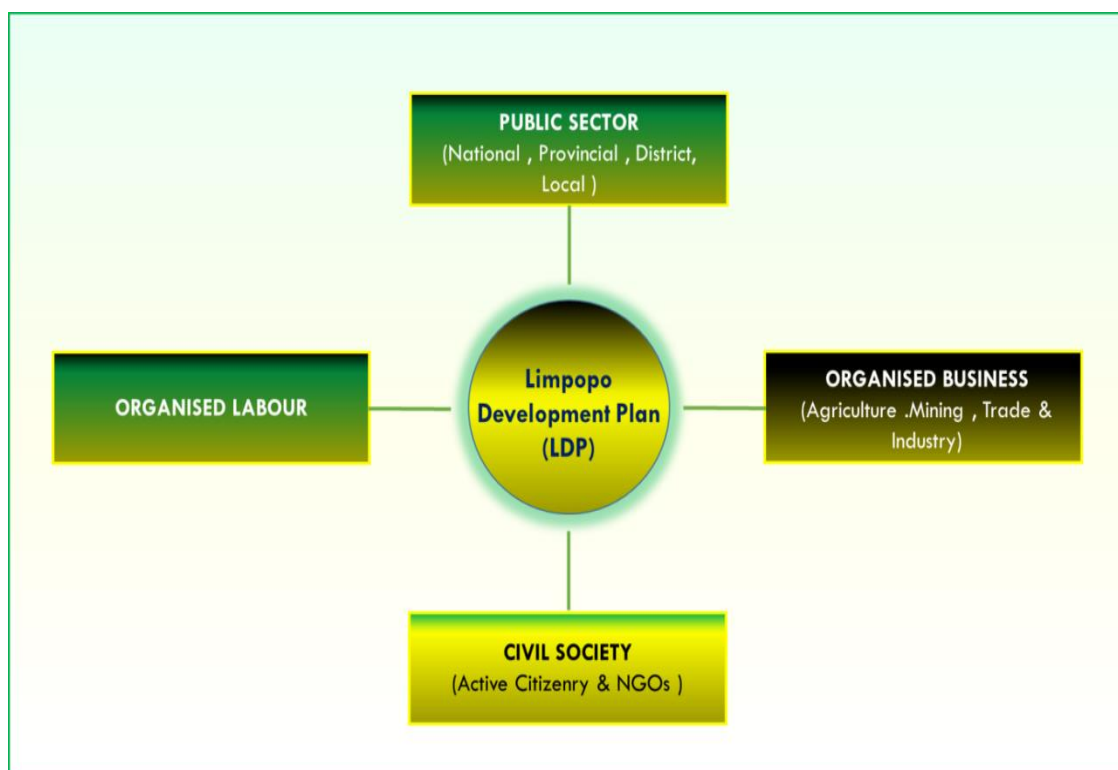 PUBLIC SECTOR
(National , Provincial , District,
Local )
ORGANISED LABOUR
Limpopo
Development Plan
(LDP)
ORGANISED BUSINESS
(Agriculture .Mining , Trade &
Industry)
CIVIL SOCIETY
(Active Citizenry & NGOs )